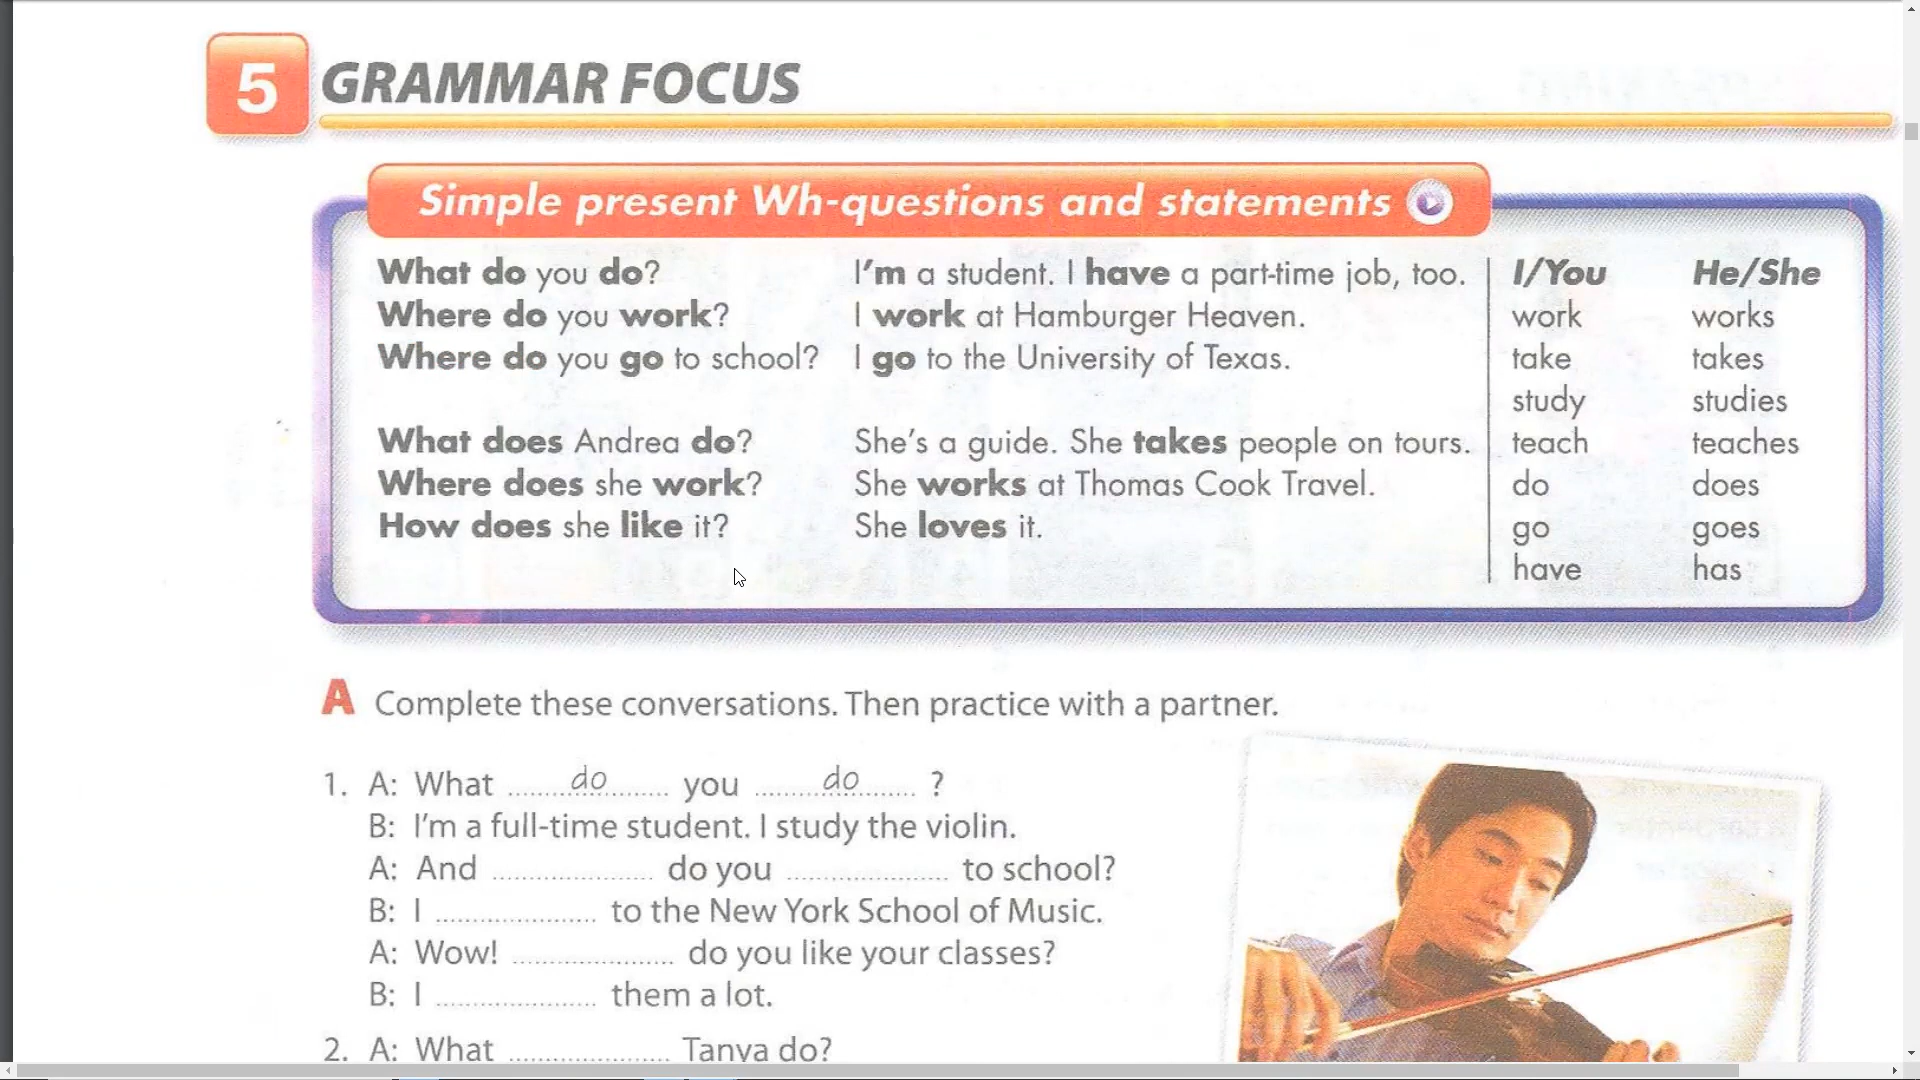 5 GRAMMAR FOCUS
Simple present Wh-questions and statements
What do you do? I'm a student. I have a part-time job, too. I/You He/She
Where do you work? I work at Hamburger Heaven. work works
Where do you go to school? I go to the University of Texas. take takes
study studies
What does Andrea do? She's a guide. She takes people on tours. teach teaches
Where does she work? She works at Thomas Cook Travel. do does
How does she like it? She loves it. go goes
have has
A Complete these conversations. Then practice with a partner.
1. A: What ......do...... you ......do...... ?
B: I'm a full-time student. I study the violin.
A: And .................... do you .................... to school?
B: I .................... to the New York School of Music.
A: Wow! .................... do you like your classes?
B: I .................... them a lot.
2. A: What .................... Tanya do?